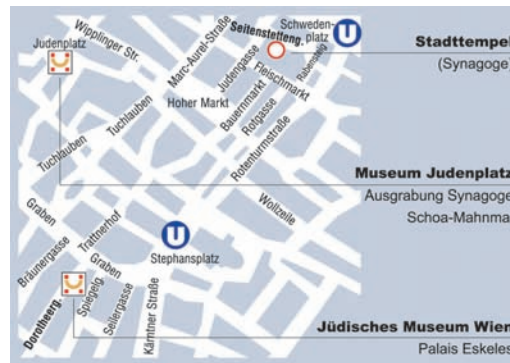 Judenplatz
Wipplinger Str.
Marc-Aurel-Straße
Seitenstetteng.
Schweden-
platz
U
Stadttempel
(Synagoge
Judengasse
Fleischmarkt
Rabensteig
Hoher Markt
Bauernmarkt
Rotgasse
Tuchlauben
Tuchlauben
Rotenturmstraße
Museum Judenplatz
Ausgrabung Synagoge
Schoa-Mahnma
Wollzeile
Graben
Trattnerhof
U
Stephansplatz
Bräunergasse
Graben
Dorotheerg.
Spiegelg.
Seilergasse
Kärntner Straße
Jüdisches Museum Wien
Palais Eskeles